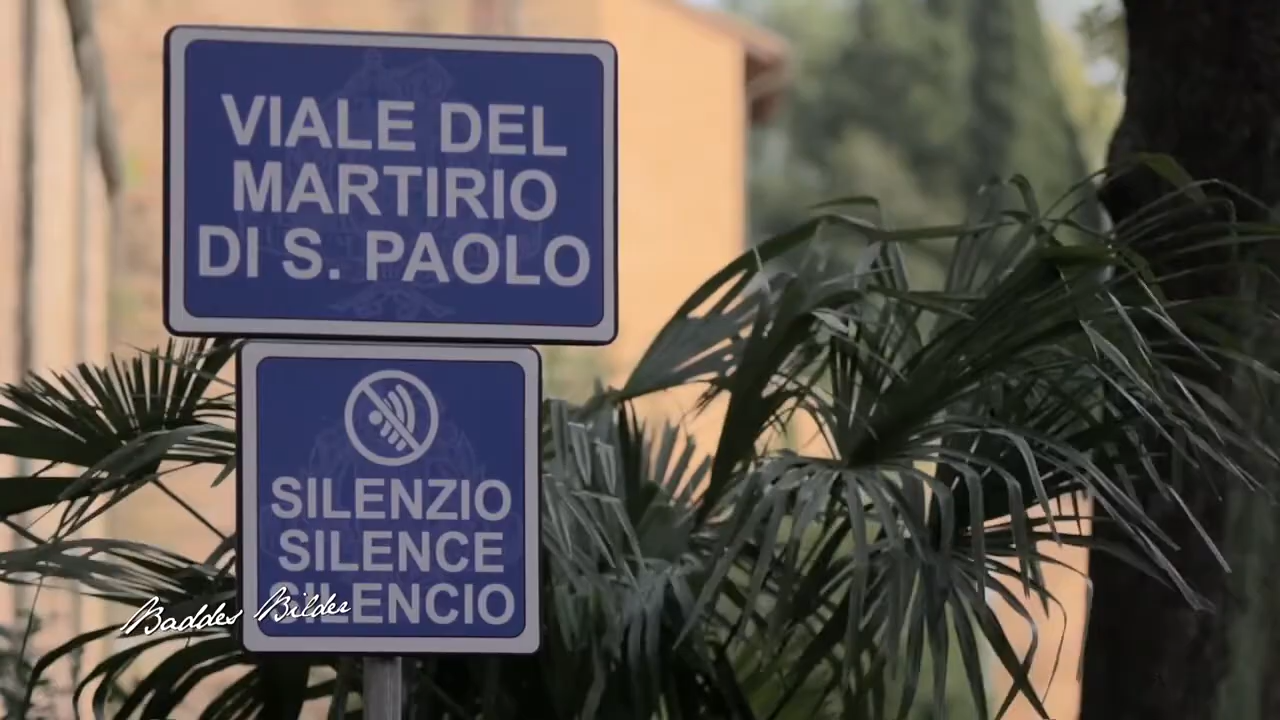 VIALE DEL
MARTIRIO
DI S. PAOLO
SILENZIO
SILENCE
SILENCIO
Baddes Bilder